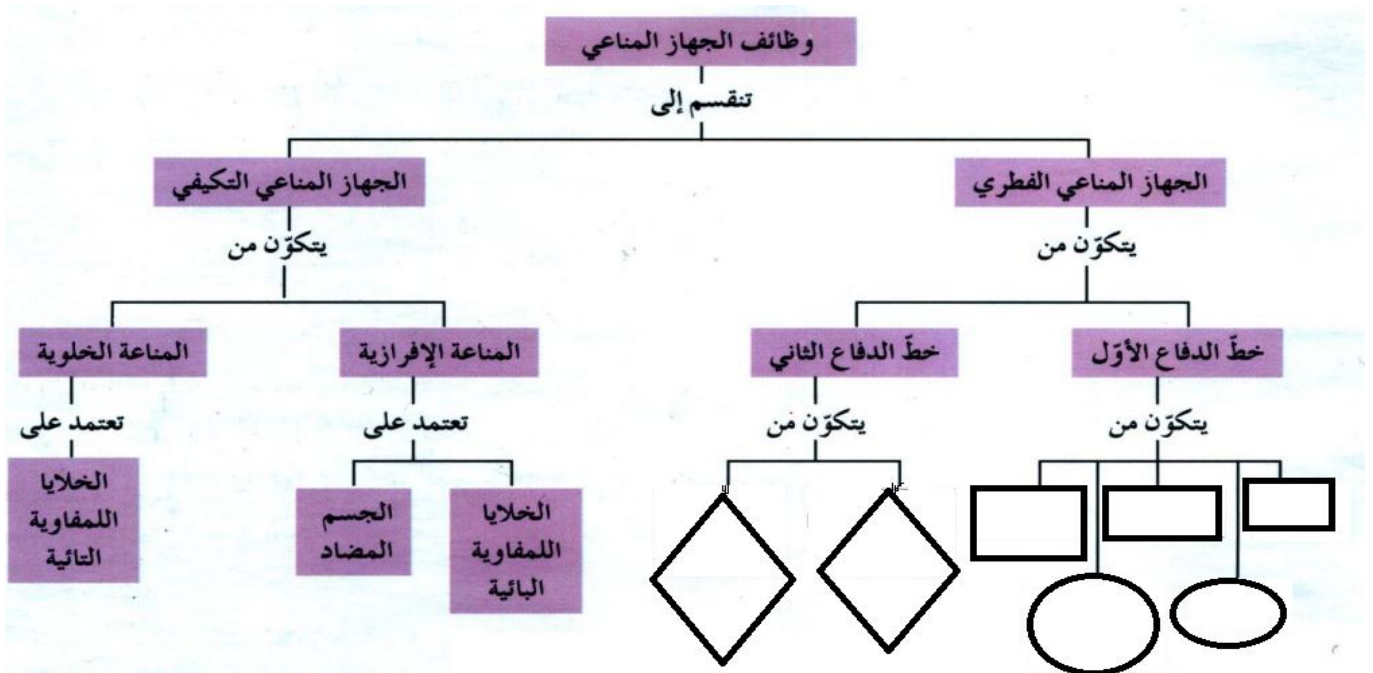 وظائف الجهاز المناعي
تنقسم إلى
الجهاز المناعي الفطري
الجهاز المناعي التكيفي
يتكوّن من
يتكوّن من
خطّ الدفاع الأوّل
خطّ الدفاع الثاني
المناعة الإفرازية
المناعة الخلوية
يتكوّن من
يتكوّن من
تعتمد على
تعتمد على
الخلايا
اللمفاوية
البائية
الجسم
المضاد
الخلايا
اللمفاوية
التائية